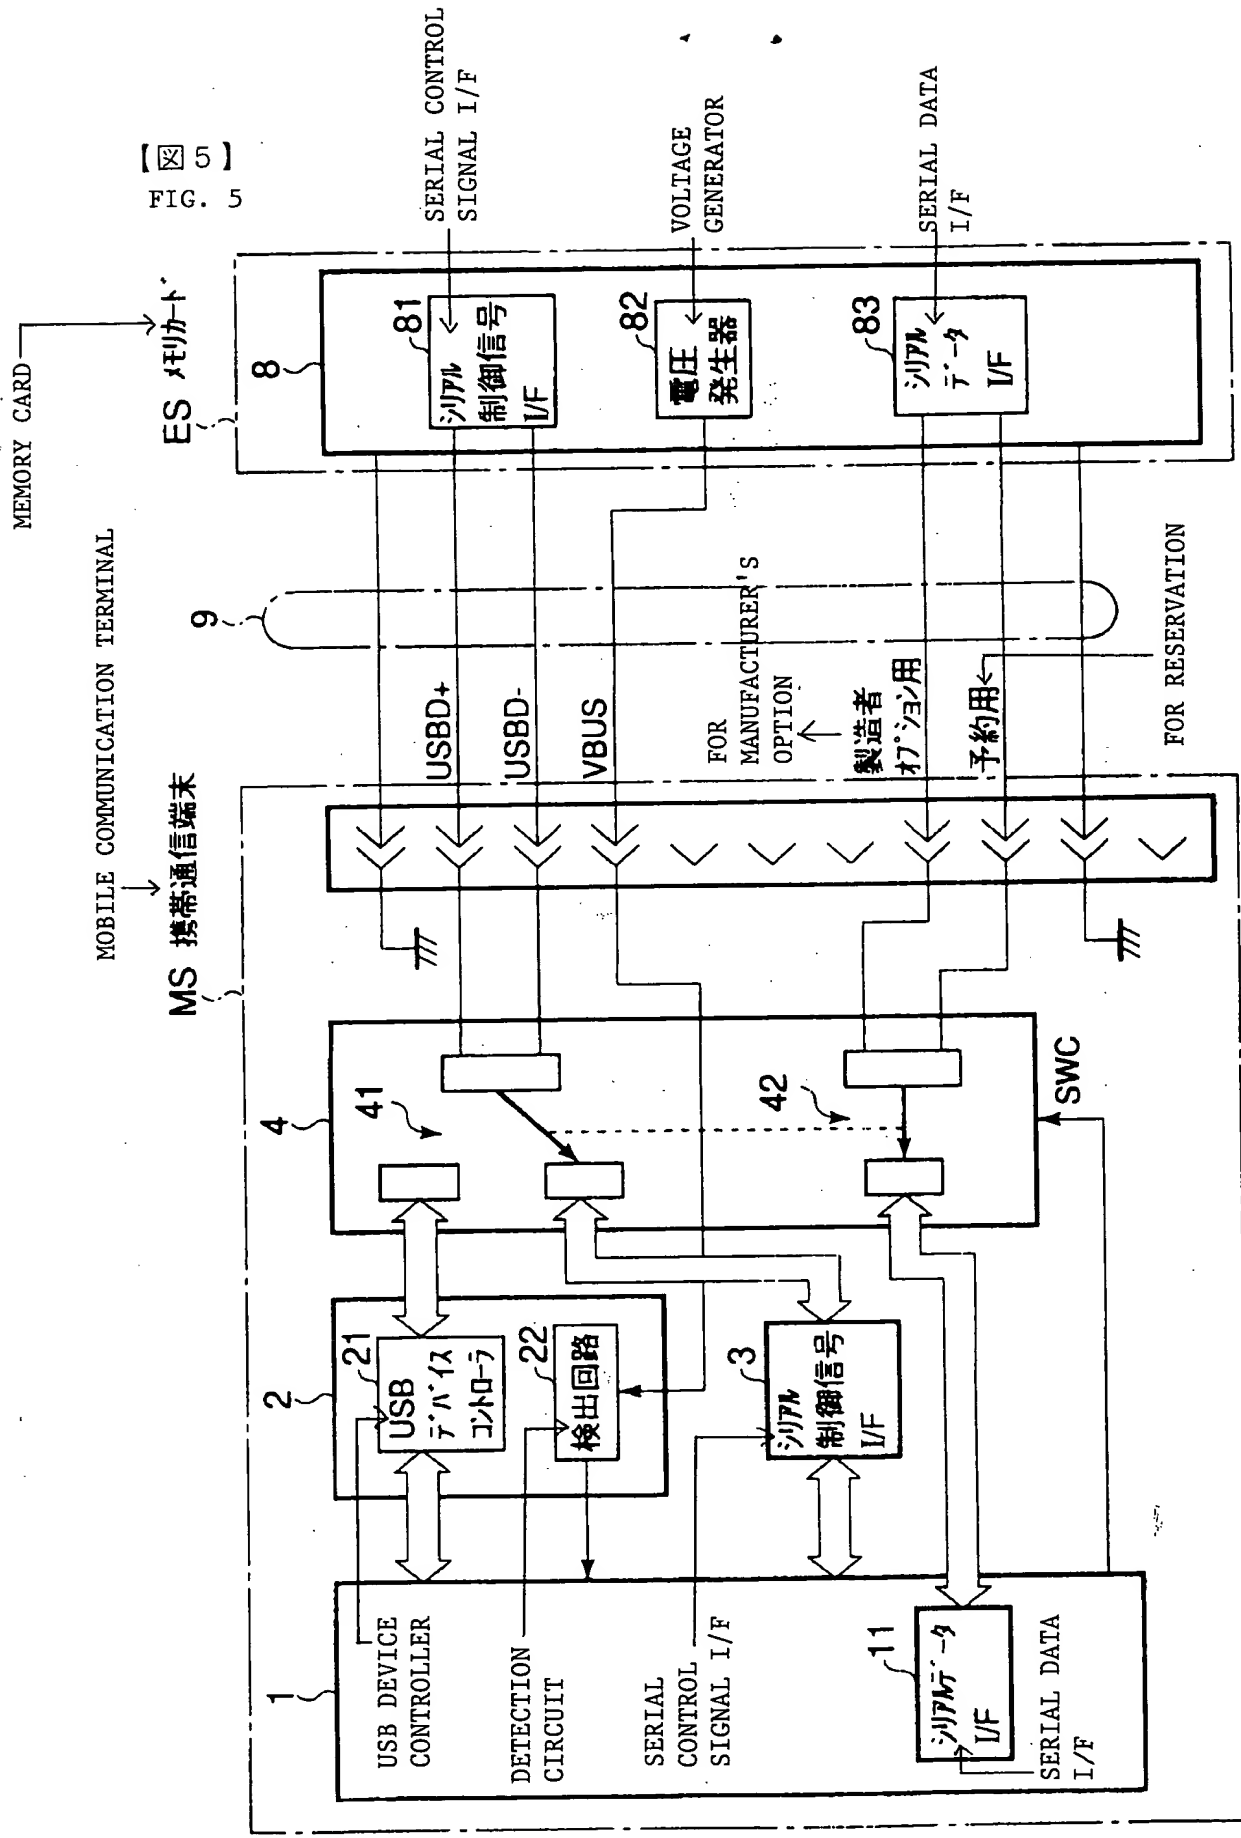 【図5】
FIG. 5
MEMORY CARD
ES メモリカード
MOBILE COMMUNICATION TERMINAL
MS 携帯通信端末
8
81
シリアル
制御信号
I/F
SERIAL CONTROL
SIGNAL I/F
82
電圧
発生器
VOLTAGE
GENERATOR
83
シリアル
データ
I/F
SERIAL DATA
I/F
9
USBD+
USBD-
VBUS
FOR
MANUFACTURER'S
OPTION
製造者
オプション用
予約用
FOR RESERVATION
4
41
42
SWC
2
21
USB
デバイス
コントローラ
22
検出回路
3
シリアル
制御信号
I/F
1
USB DEVICE
CONTROLLER
DETECTION
CIRCUIT
SERIAL
CONTROL
SIGNAL I/F
11
シリアルデータ
I/F
SERIAL DATA
I/F